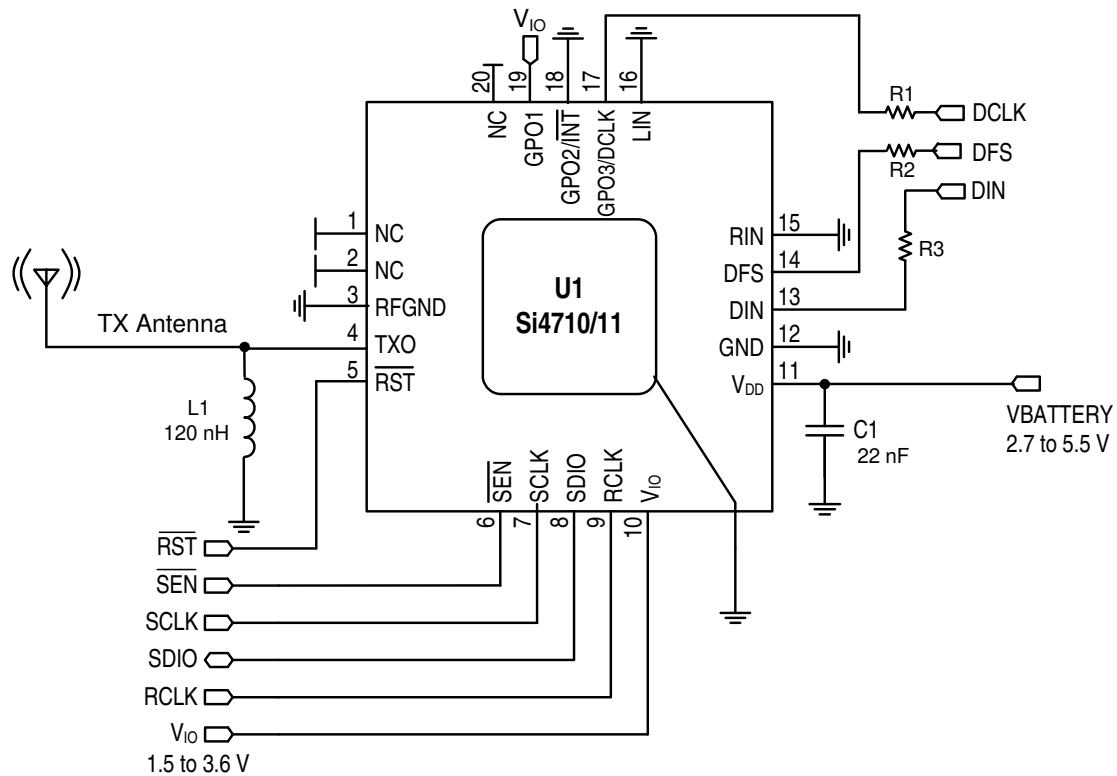 V_IO
20
19
18
17
16
NC
GPO1
GPO2/INT
GPO3/DCLK
LIN
R1
DCLK
R2
DFS
DIN
R3
1
NC
2
NC
3
RFGND
4
TXO
5
RST
TX Antenna
L1
120 nH
U1
Si4710/11
RIN
15
DFS
14
DIN
13
GND
12
V_DD
11
VBATTERY
2.7 to 5.5 V
C1
22 nF
SEN
SCLK
SDIO
RCLK
V_IO
6
7
8
9
10
RST
SEN
SCLK
SDIO
RCLK
V_IO
1.5 to 3.6 V